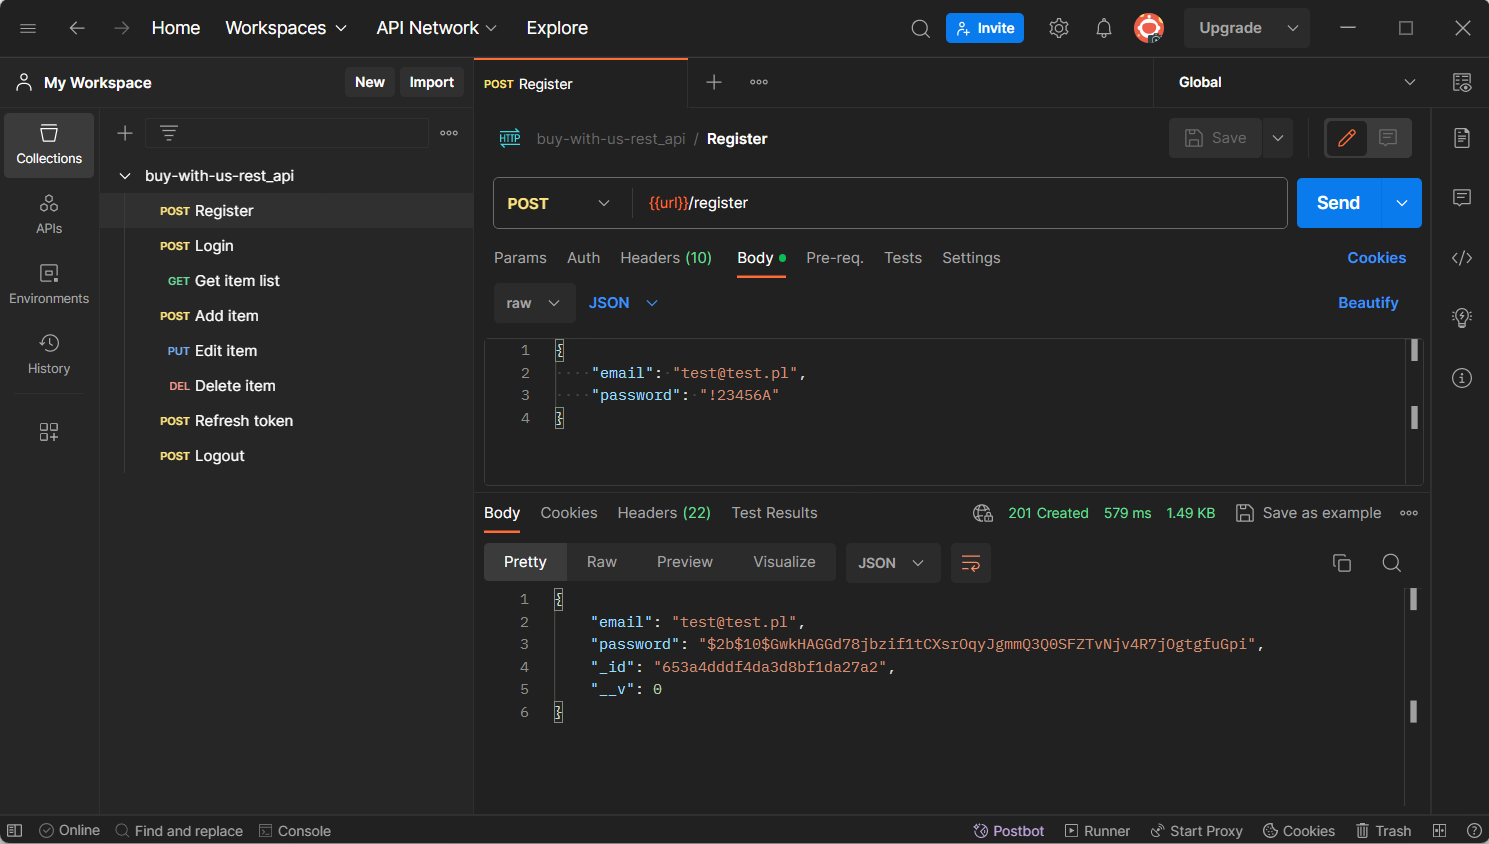 Home Workspaces API Network Explore Invite Upgrade
My Workspace New Import POST Register Global
Collections
APIs
Environments
History
buy-with-us-rest_api
POST Register
POST Login
GET Get item list
POST Add item
PUT Edit item
DEL Delete item
POST Refresh token
POST Logout
HTTP buy-with-us-rest_api / Register Save
POST {{url}}/register Send
Params Auth Headers (10) Body Pre-req. Tests Settings Cookies
raw JSON Beautify
1 {
2 "email": "test@test.pl",
3 "password": "!23456A"
4 }
Body Cookies Headers (22) Test Results 201 Created 579 ms 1.49 KB Save as example
Pretty Raw Preview Visualize JSON
1 {
2 "email": "test@test.pl",
3 "password": "$2b$10$GwkHAGGd78jbzif1tCXsrOqyJgmmQ3Q0SFZTvNjv4R7jOgtgfuGpi",
4 "_id": "653a4dddf4da3d8bf1da27a2",
5 "__v": 0
6 }
Online Find and replace Console Postbot Runner Start Proxy Cookies Trash